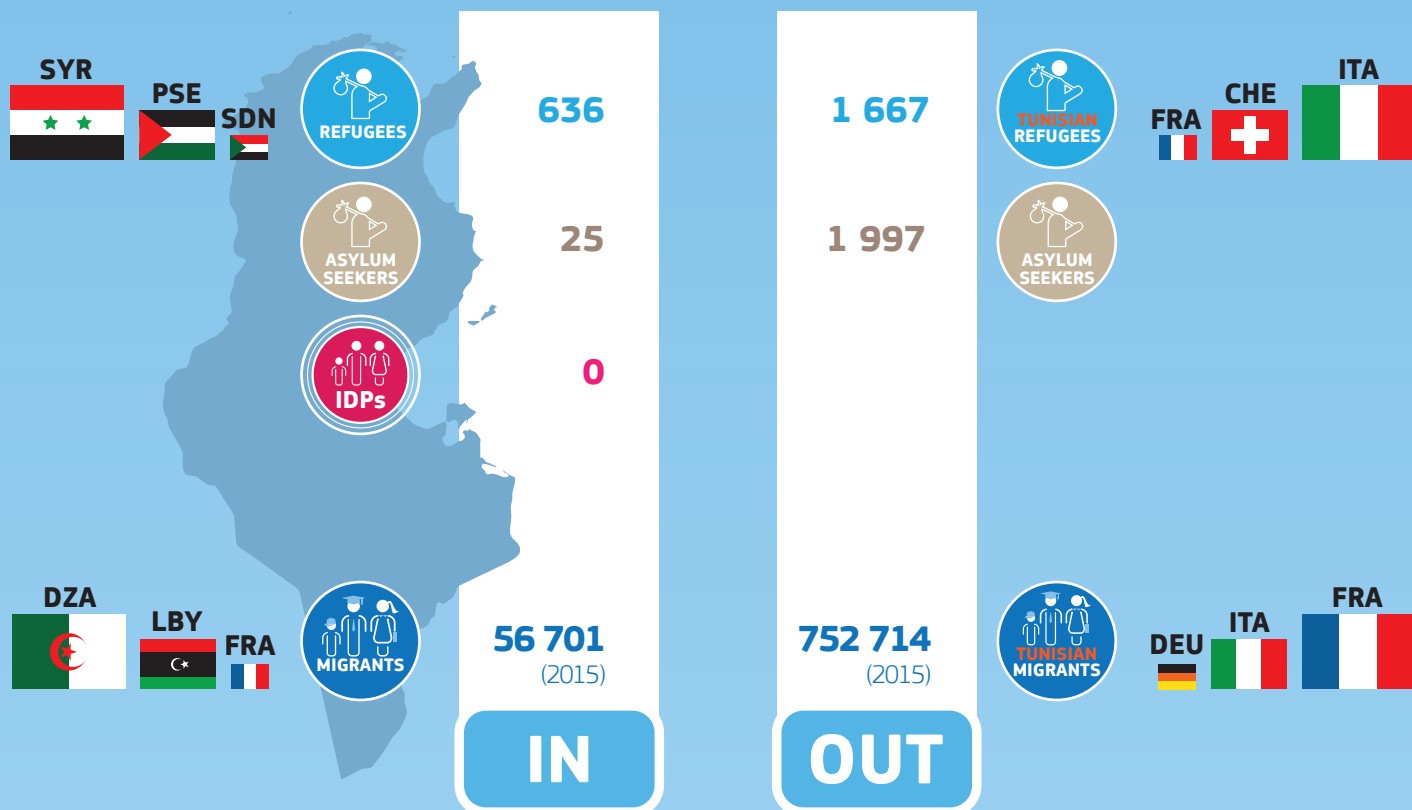 SYR
PSE
SDN
REFUGEES
636
1 667
TUNISIAN
REFUGEES
FRA
CHE
ITA
ASYLUM
SEEKERS
25
1 997
ASYLUM
SEEKERS
IDPs
0
DZA
LBY
FRA
MIGRANTS
56 701
(2015)
752 714
(2015)
TUNISIAN
MIGRANTS
DEU
ITA
FRA
IN
OUT